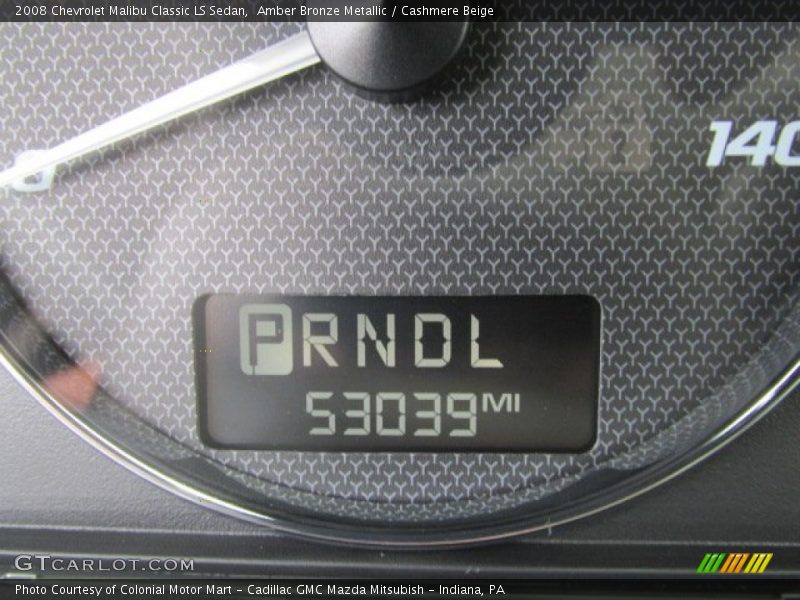 2008 Chevrolet Malibu Classic LS Sedan, Amber Bronze Metallic / Cashmere Beige
0
140
PRNDL
53039 MI
GTCARLOT.COM
Photo Courtesy of Colonial Motor Mart - Cadillac GMC Mazda Mitsubish - Indiana, PA